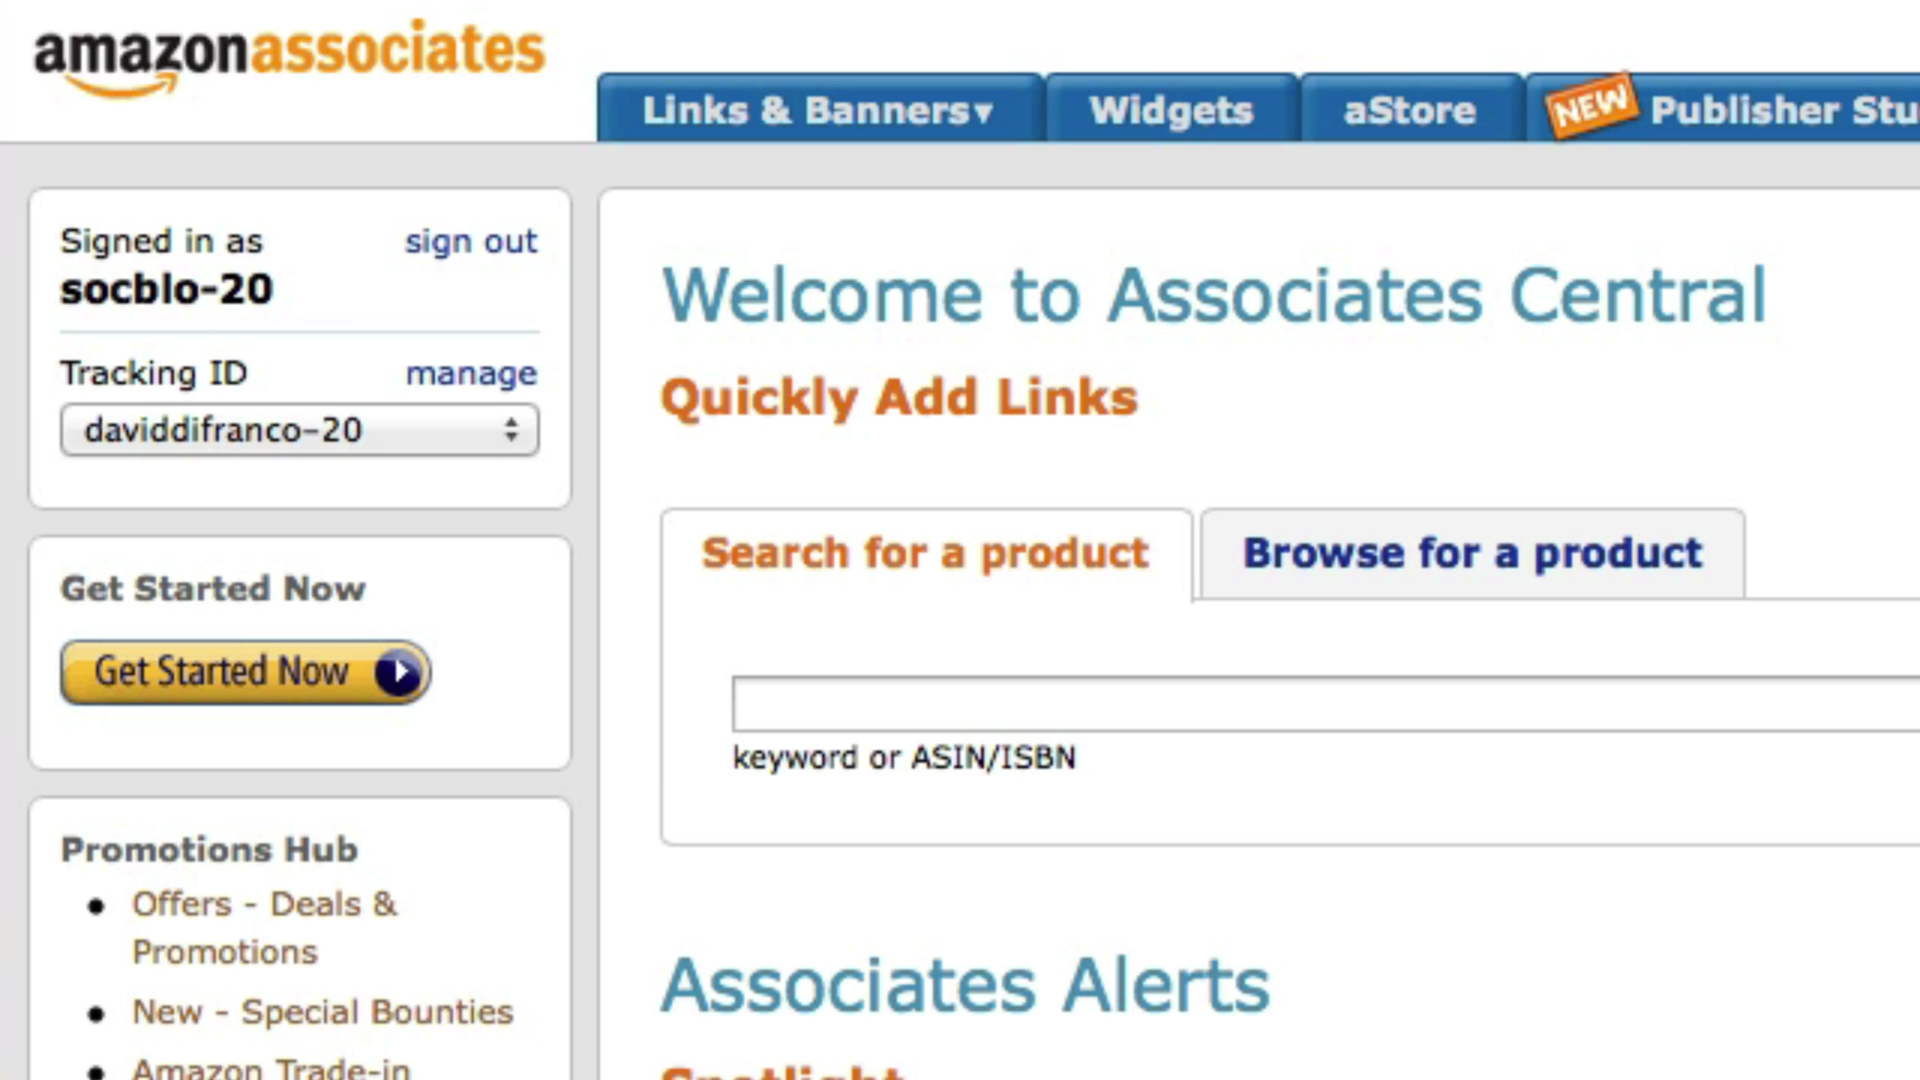 amazonassociates
Links & Banners▾ Widgets aStore NEW Publisher Stu
Signed in as sign out
socblo-20
Tracking ID manage
daviddifranco-20
Welcome to Associates Central
Quickly Add Links
Search for a product Browse for a product
keyword or ASIN/ISBN
Get Started Now
Get Started Now
Promotions Hub
Offers - Deals &
Promotions
New - Special Bounties
Amazon Trade-in
Associates Alerts
Spotlight